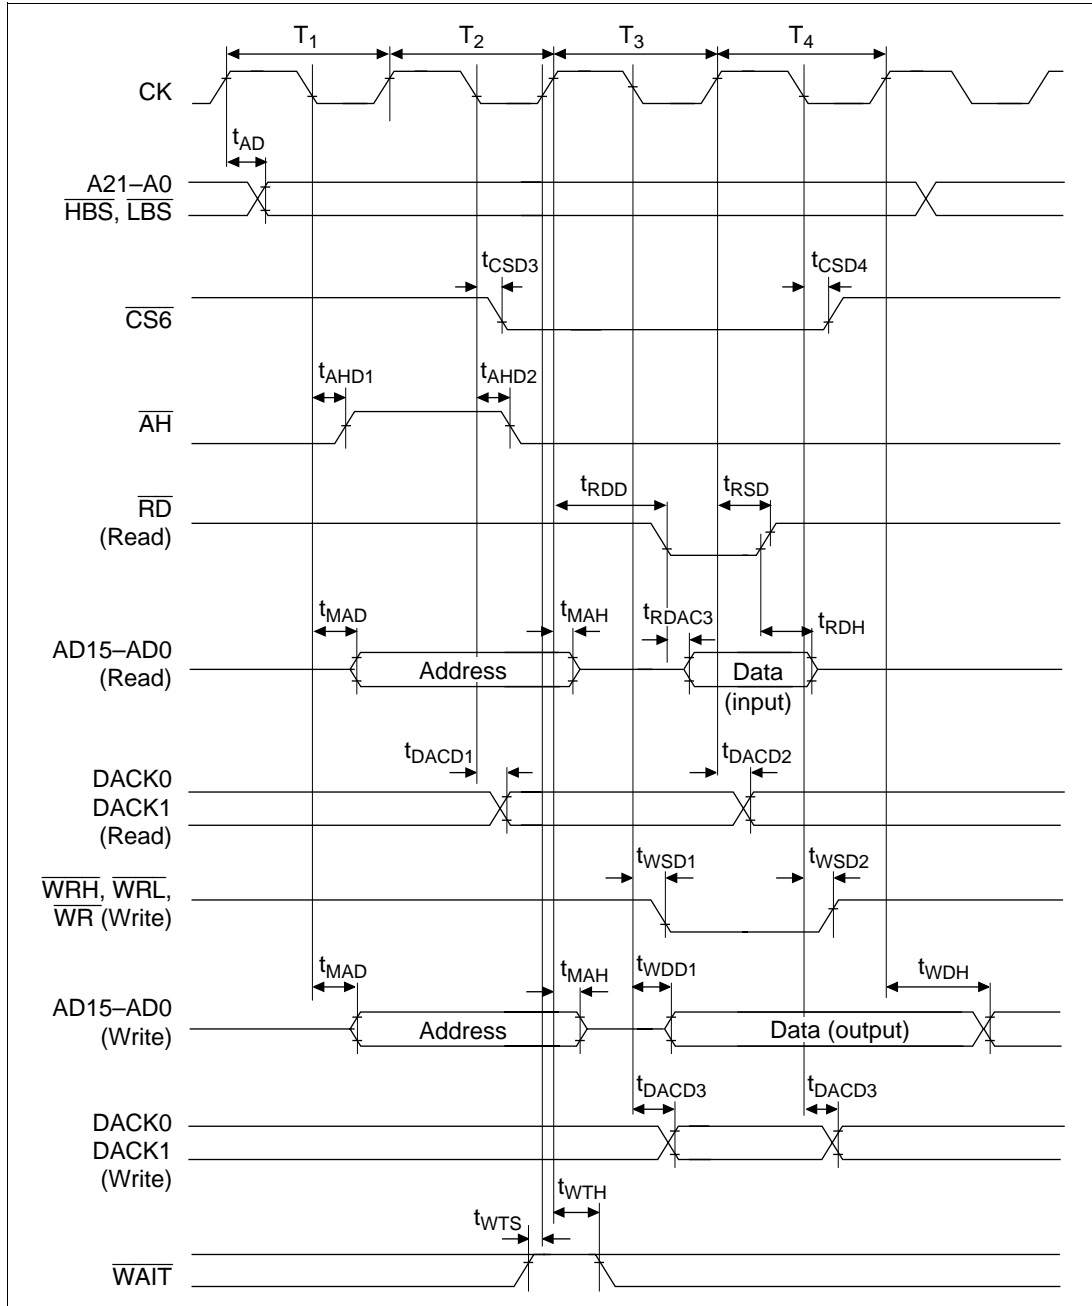 T1 T2 T3 T4
CK
tAD
A21–A0
HBS, LBS
tCSD3 tCSD4
CS6
tAHD1 tAHD2
AH
tRDD tRSD
RD
(Read)
tMAD tMAH tRDAC3 tRDH
AD15–AD0
(Read)
Address Data
(input)
tDACD1 tDACD2
DACK0
DACK1
(Read)
tWSD1 tWSD2
WRH, WRL,
WR (Write)
tMAD tMAH tWDD1 tWDH
AD15–AD0
(Write)
Address Data (output)
tDACD3 tDACD3
DACK0
DACK1
(Write)
tWTH
tWTS
WAIT